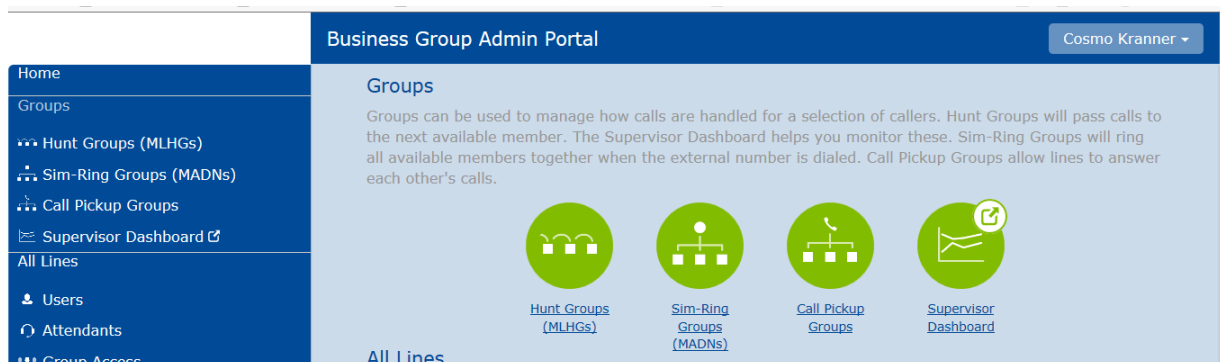 Business Group Admin Portal
Cosmo Kranner
Home
Groups
Hunt Groups (MLHGs)
Sim-Ring Groups (MADNs)
Call Pickup Groups
Supervisor Dashboard
All Lines
Users
Attendants
Group Access
Groups
Groups can be used to manage how calls are handled for a selection of callers. Hunt Groups will pass calls to
the next available member. The Supervisor Dashboard helps you monitor these. Sim-Ring Groups will ring
all available members together when the external number is dialed. Call Pickup Groups allow lines to answer
each other's calls.
Hunt Groups
(MLHGs)
Sim-Ring
Groups
(MADNs)
Call Pickup
Groups
Supervisor
Dashboard
All Lines